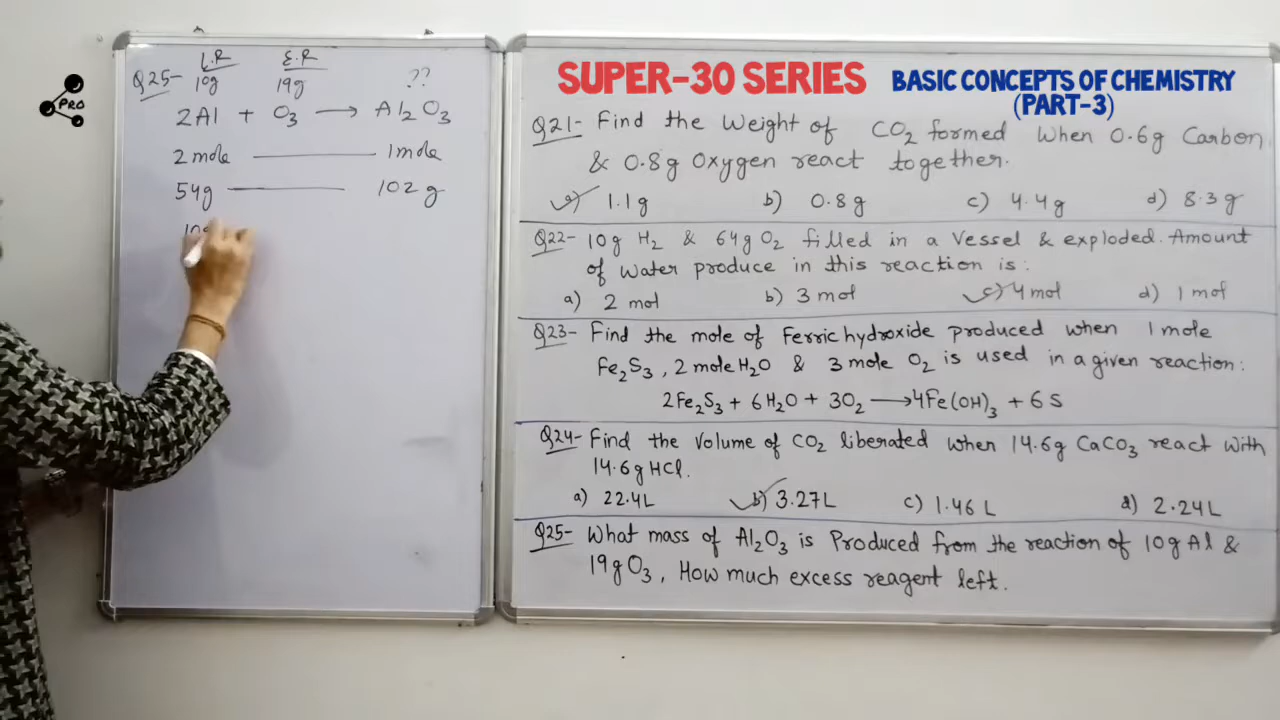 PRO
L.R E.R
Q25- 10g 19g ??
2Al + O3 → Al2O3
2 mole 1 mole
54g 102 g
SUPER-30 SERIES
BASIC CONCEPTS OF CHEMISTRY
(PART-3)
Q21- Find the Weight of CO2 formed When 0.6g Carbon
& 0.8g Oxygen react together.
a) 1.1g b) 0.8g c) 4.4g d) 8.3g
Q22- 10g H2 & 64g O2 filled in a Vessel & exploded. Amount
of water produce in this reaction is:
a) 2 mol b) 3 mol c) 4 mol d) 1 mol
Q23- Find the mole of Ferric hydroxide produced when 1 mole
Fe2S3, 2 mole H2O & 3 mole O2 is used in a given reaction:
2Fe2S3 + 6H2O + 3O2 → 4Fe(OH)3 + 6S
Q24- Find the Volume of CO2 liberated when 14.6g CaCO3 react with
14.6g HCl.
a) 22.4L b) 3.27L c) 1.46 L d) 2.24L
Q25- What mass of Al2O3 is Produced from the reaction of 10g Al &
19g O3, How much excess reagent left.